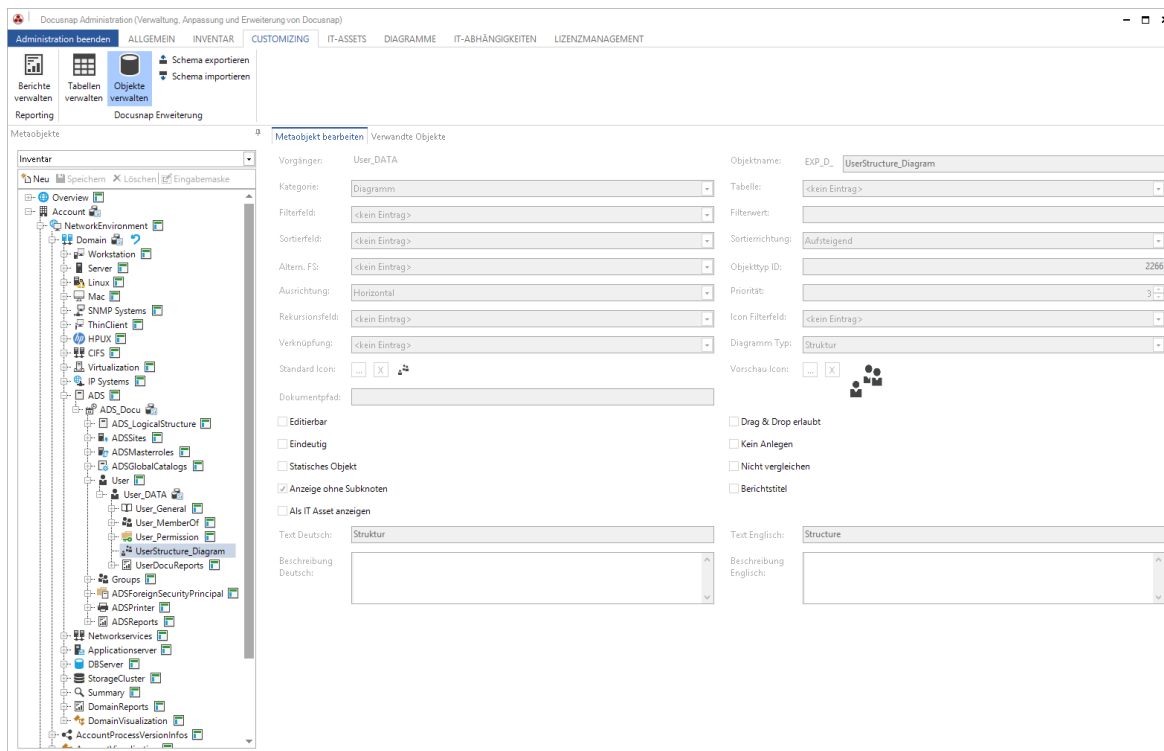 Docusnap Administration (Verwaltung, Anpassung und Erweiterung von Docusnap)
Administration beenden ALLGEMEIN INVENTAR CUSTOMIZING IT-ASSETS DIAGRAMME IT-ABHÄNGIGKEITEN LIZENZMANAGEMENT
Berichte verwalten
Tabellen verwalten
Objekte verwalten
Schema exportieren
Schema importieren
Reporting Docusnap Erweiterung
Metaobjekte
Inventar
Neu Speichern Löschen Eingabemaske
Overview
Account
NetworkEnvironment
Domain
Workstation
Server
Linux
Mac
SNMP Systems
ThinClient
HPUX
CIFS
Virtualization
IP Systems
ADS
ADS_Docu
ADS_LogicalStructure
ADSSites
ADSMasterroles
ADSGlobalCatalogs
User
User_DATA
User_General
User_MemberOf
User_Permission
UserStructure_Diagram
UserDocuReports
Groups
ADSForeignSecurityPrincipal
ADSPrinter
ADSReports
Networkservices
Applicationserver
DBServer
StorageCluster
Summary
DomainReports
DomainVisualization
AccountProcessVersionInfos
Metaobjekt bearbeiten Verwandte Objekte
Vorgänger: User_DATA Objektname: EXP_D_ UserStructure_Diagram
Kategorie: Diagramm Tabelle: <kein Eintrag>
Filterfeld: <kein Eintrag> Filterwert:
Sortierfeld: <kein Eintrag> Sortierrichtung: Aufsteigend
Altern. FS: <kein Eintrag> Objekttyp ID: 2266
Ausrichtung: Horizontal Priorität: 3
Rekursionsfeld: <kein Eintrag> Icon Filterfeld: <kein Eintrag>
Verknüpfung: <kein Eintrag> Diagramm Typ: Struktur
Standard Icon: ... X Vorschau Icon: ... X
Dokumentpfad:
Editierbar Drag & Drop erlaubt
Eindeutig Kein Anlegen
Statisches Objekt Nicht vergleichen
Anzeige ohne Subknoten Berichtstitel
Als IT Asset anzeigen
Text Deutsch: Struktur Text Englisch: Structure
Beschreibung Deutsch: Beschreibung Englisch: